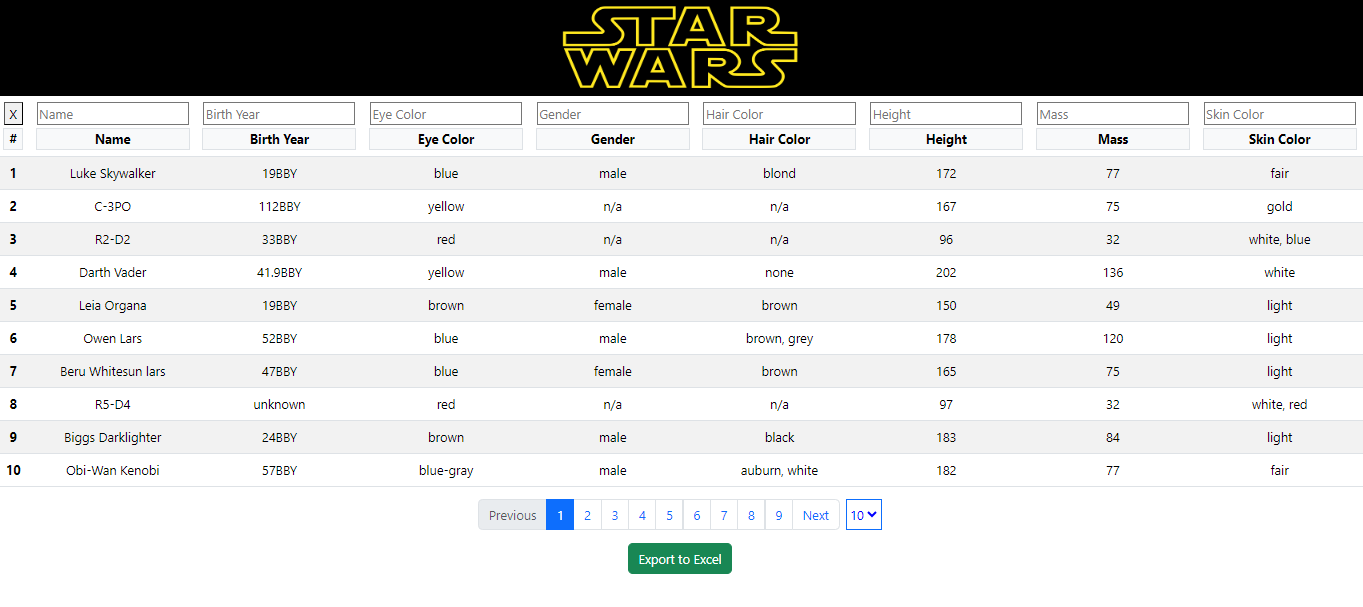 STAR
WARS
X Name Birth Year Eye Color Gender Hair Color Height Mass Skin Color
# Name Birth Year Eye Color Gender Hair Color Height Mass Skin Color
1 Luke Skywalker 19BBY blue male blond 172 77 fair
2 C-3PO 112BBY yellow n/a n/a 167 75 gold
3 R2-D2 33BBY red n/a n/a 96 32 white, blue
4 Darth Vader 41.9BBY yellow male none 202 136 white
5 Leia Organa 19BBY brown female brown 150 49 light
6 Owen Lars 52BBY blue male brown, grey 178 120 light
7 Beru Whitesun lars 47BBY blue female brown 165 75 light
8 R5-D4 unknown red n/a n/a 97 32 white, red
9 Biggs Darklighter 24BBY brown male black 183 84 light
10 Obi-Wan Kenobi 57BBY blue-gray male auburn, white 182 77 fair
Previous 1 2 3 4 5 6 7 8 9 Next 10
Export to Excel